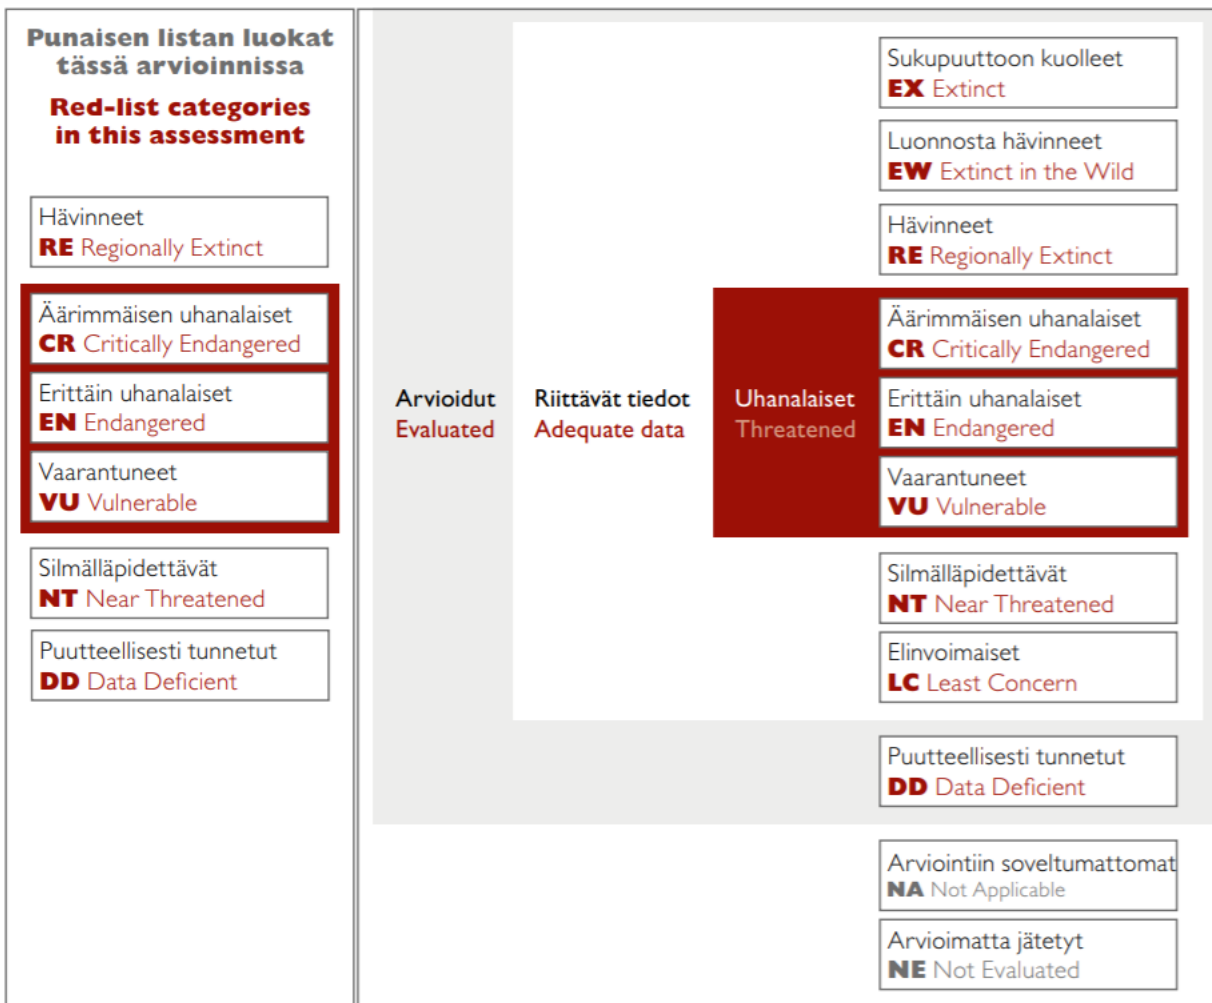 Punaisen listan luokat
tässä arvioinnissa
Red-list categories
in this assessment
Hävinneet
RE Regionally Extinct
Äärimmäisen uhanalaiset
CR Critically Endangered
Erittäin uhanalaiset
EN Endangered
Vaarantuneet
VU Vulnerable
Silmälläpidettävät
NT Near Threatened
Puutteellisesti tunnetut
DD Data Deficient
Arvioidut
Evaluated
Riittävät tiedot
Adequate data
Uhanalaiset
Threatened
Sukupuuttoon kuolleet
EX Extinct
Luonnosta hävinneet
EW Extinct in the Wild
Hävinneet
RE Regionally Extinct
Äärimmäisen uhanalaiset
CR Critically Endangered
Erittäin uhanalaiset
EN Endangered
Vaarantuneet
VU Vulnerable
Silmälläpidettävät
NT Near Threatened
Elinvoimaiset
LC Least Concern
Puutteellisesti tunnetut
DD Data Deficient
Arviointiin soveltumattomat
NA Not Applicable
Arvioimatta jätetyt
NE Not Evaluated